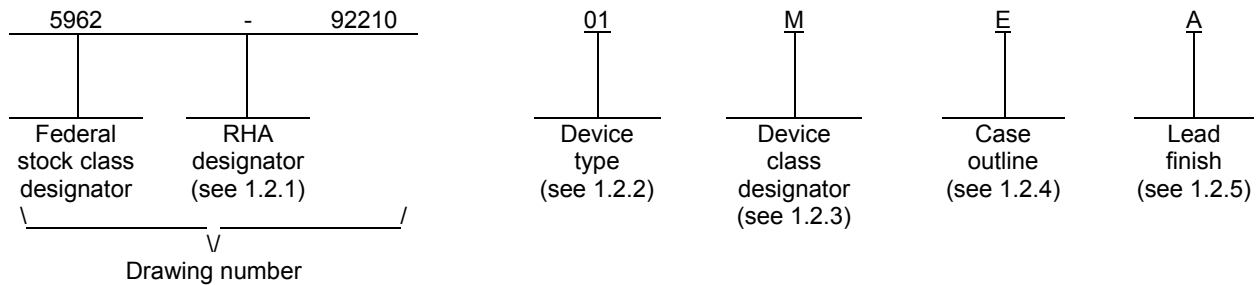 5962 - 92210 01 M E A
Federal stock class designator
RHA designator (see 1.2.1)
Device type (see 1.2.2)
Device class designator (see 1.2.3)
Case outline (see 1.2.4)
Lead finish (see 1.2.5)
\ /
\/
Drawing number